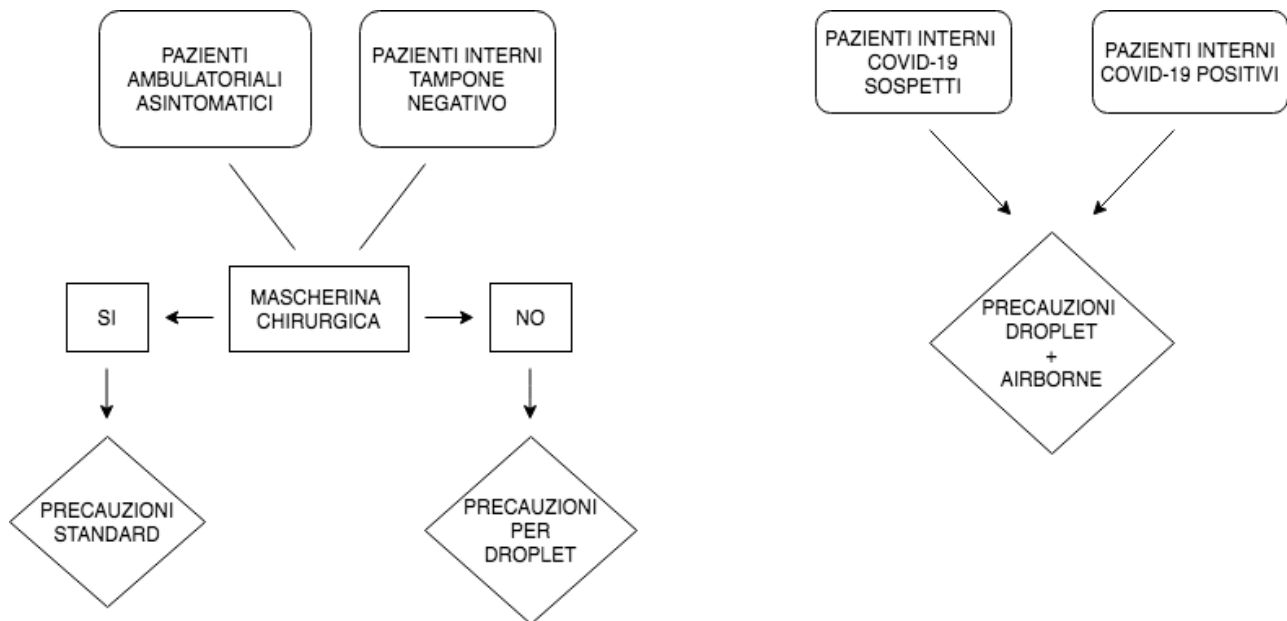 PAZIENTI
AMBULATORIALI
ASINTOMATICI
PAZIENTI INTERNI
TAMPONE
NEGATIVO
PAZIENTI INTERNI
COVID-19
SOSPETTI
PAZIENTI INTERNI
COVID-19 POSITIVI
SI
MASCHERINA
CHIRURGICA
NO
PRECAUZIONI
DROPLET
+
AIRBORNE
PRECAUZIONI
STANDARD
PRECAUZIONI
PER
DROPLET